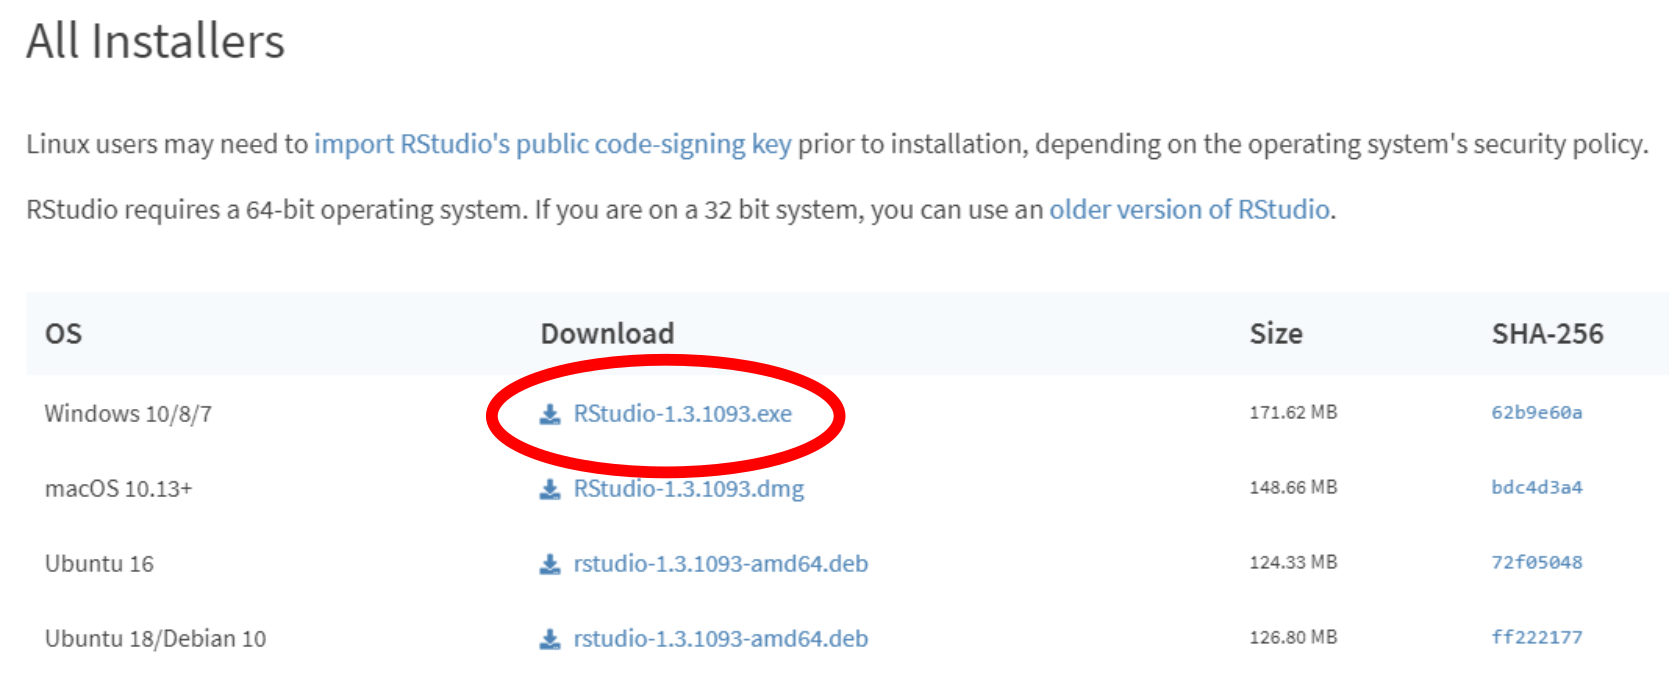 All Installers
Linux users may need to import RStudio's public code-signing key prior to installation, depending on the operating system's security policy.
RStudio requires a 64-bit operating system. If you are on a 32 bit system, you can use an older version of RStudio.
OS Download Size SHA-256
Windows 10/8/7 RStudio-1.3.1093.exe 171.62 MB 62b9e60a
macOS 10.13+ RStudio-1.3.1093.dmg 148.66 MB bdc4d3a4
Ubuntu 16 rstudio-1.3.1093-amd64.deb 124.33 MB 72f05048
Ubuntu 18/Debian 10 rstudio-1.3.1093-amd64.deb 126.80 MB ff222177